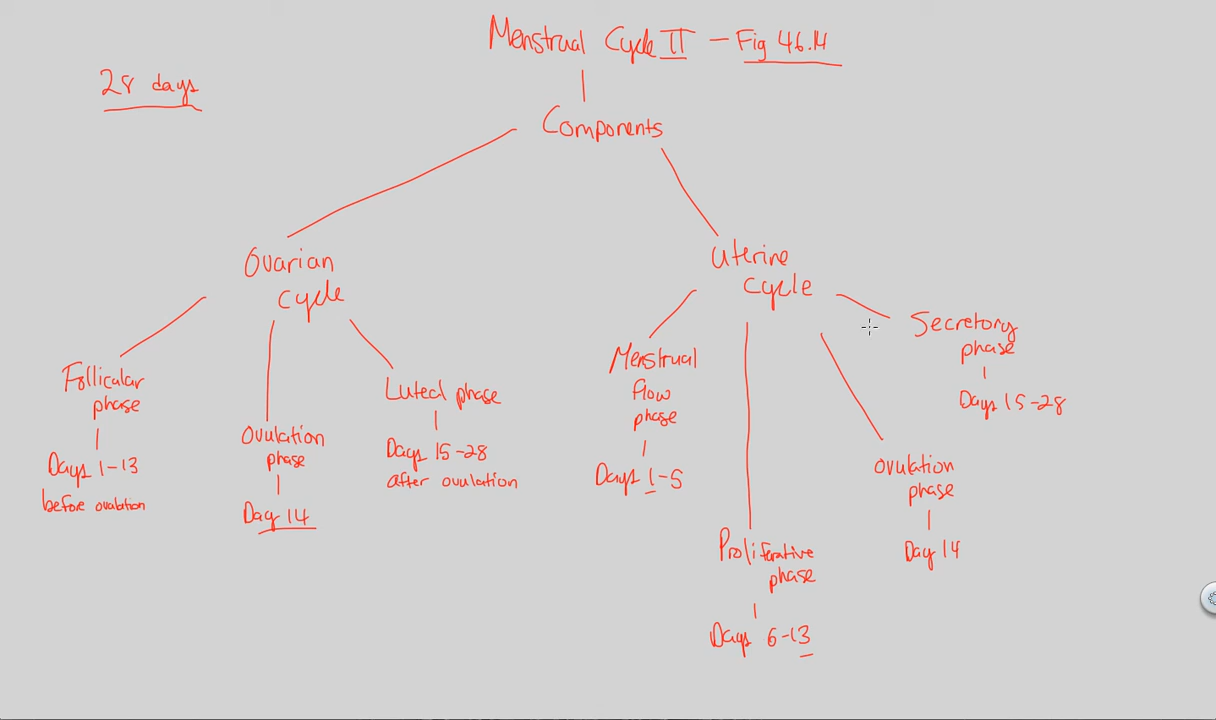 Menstrual Cycle II - Fig 46.14
28 days
Components
Ovarian
cycle
Uterine
cycle
Follicular
phase
Days 1-13
before ovulation
Ovulation
phase
Day 14
Luteal phase
Days 15-28
after ovulation
Menstrual
flow
phase
Days 1-5
Proliferative
phase
Days 6-13
ovulation
phase
Day 14
Secretory
phase
Days 15-28